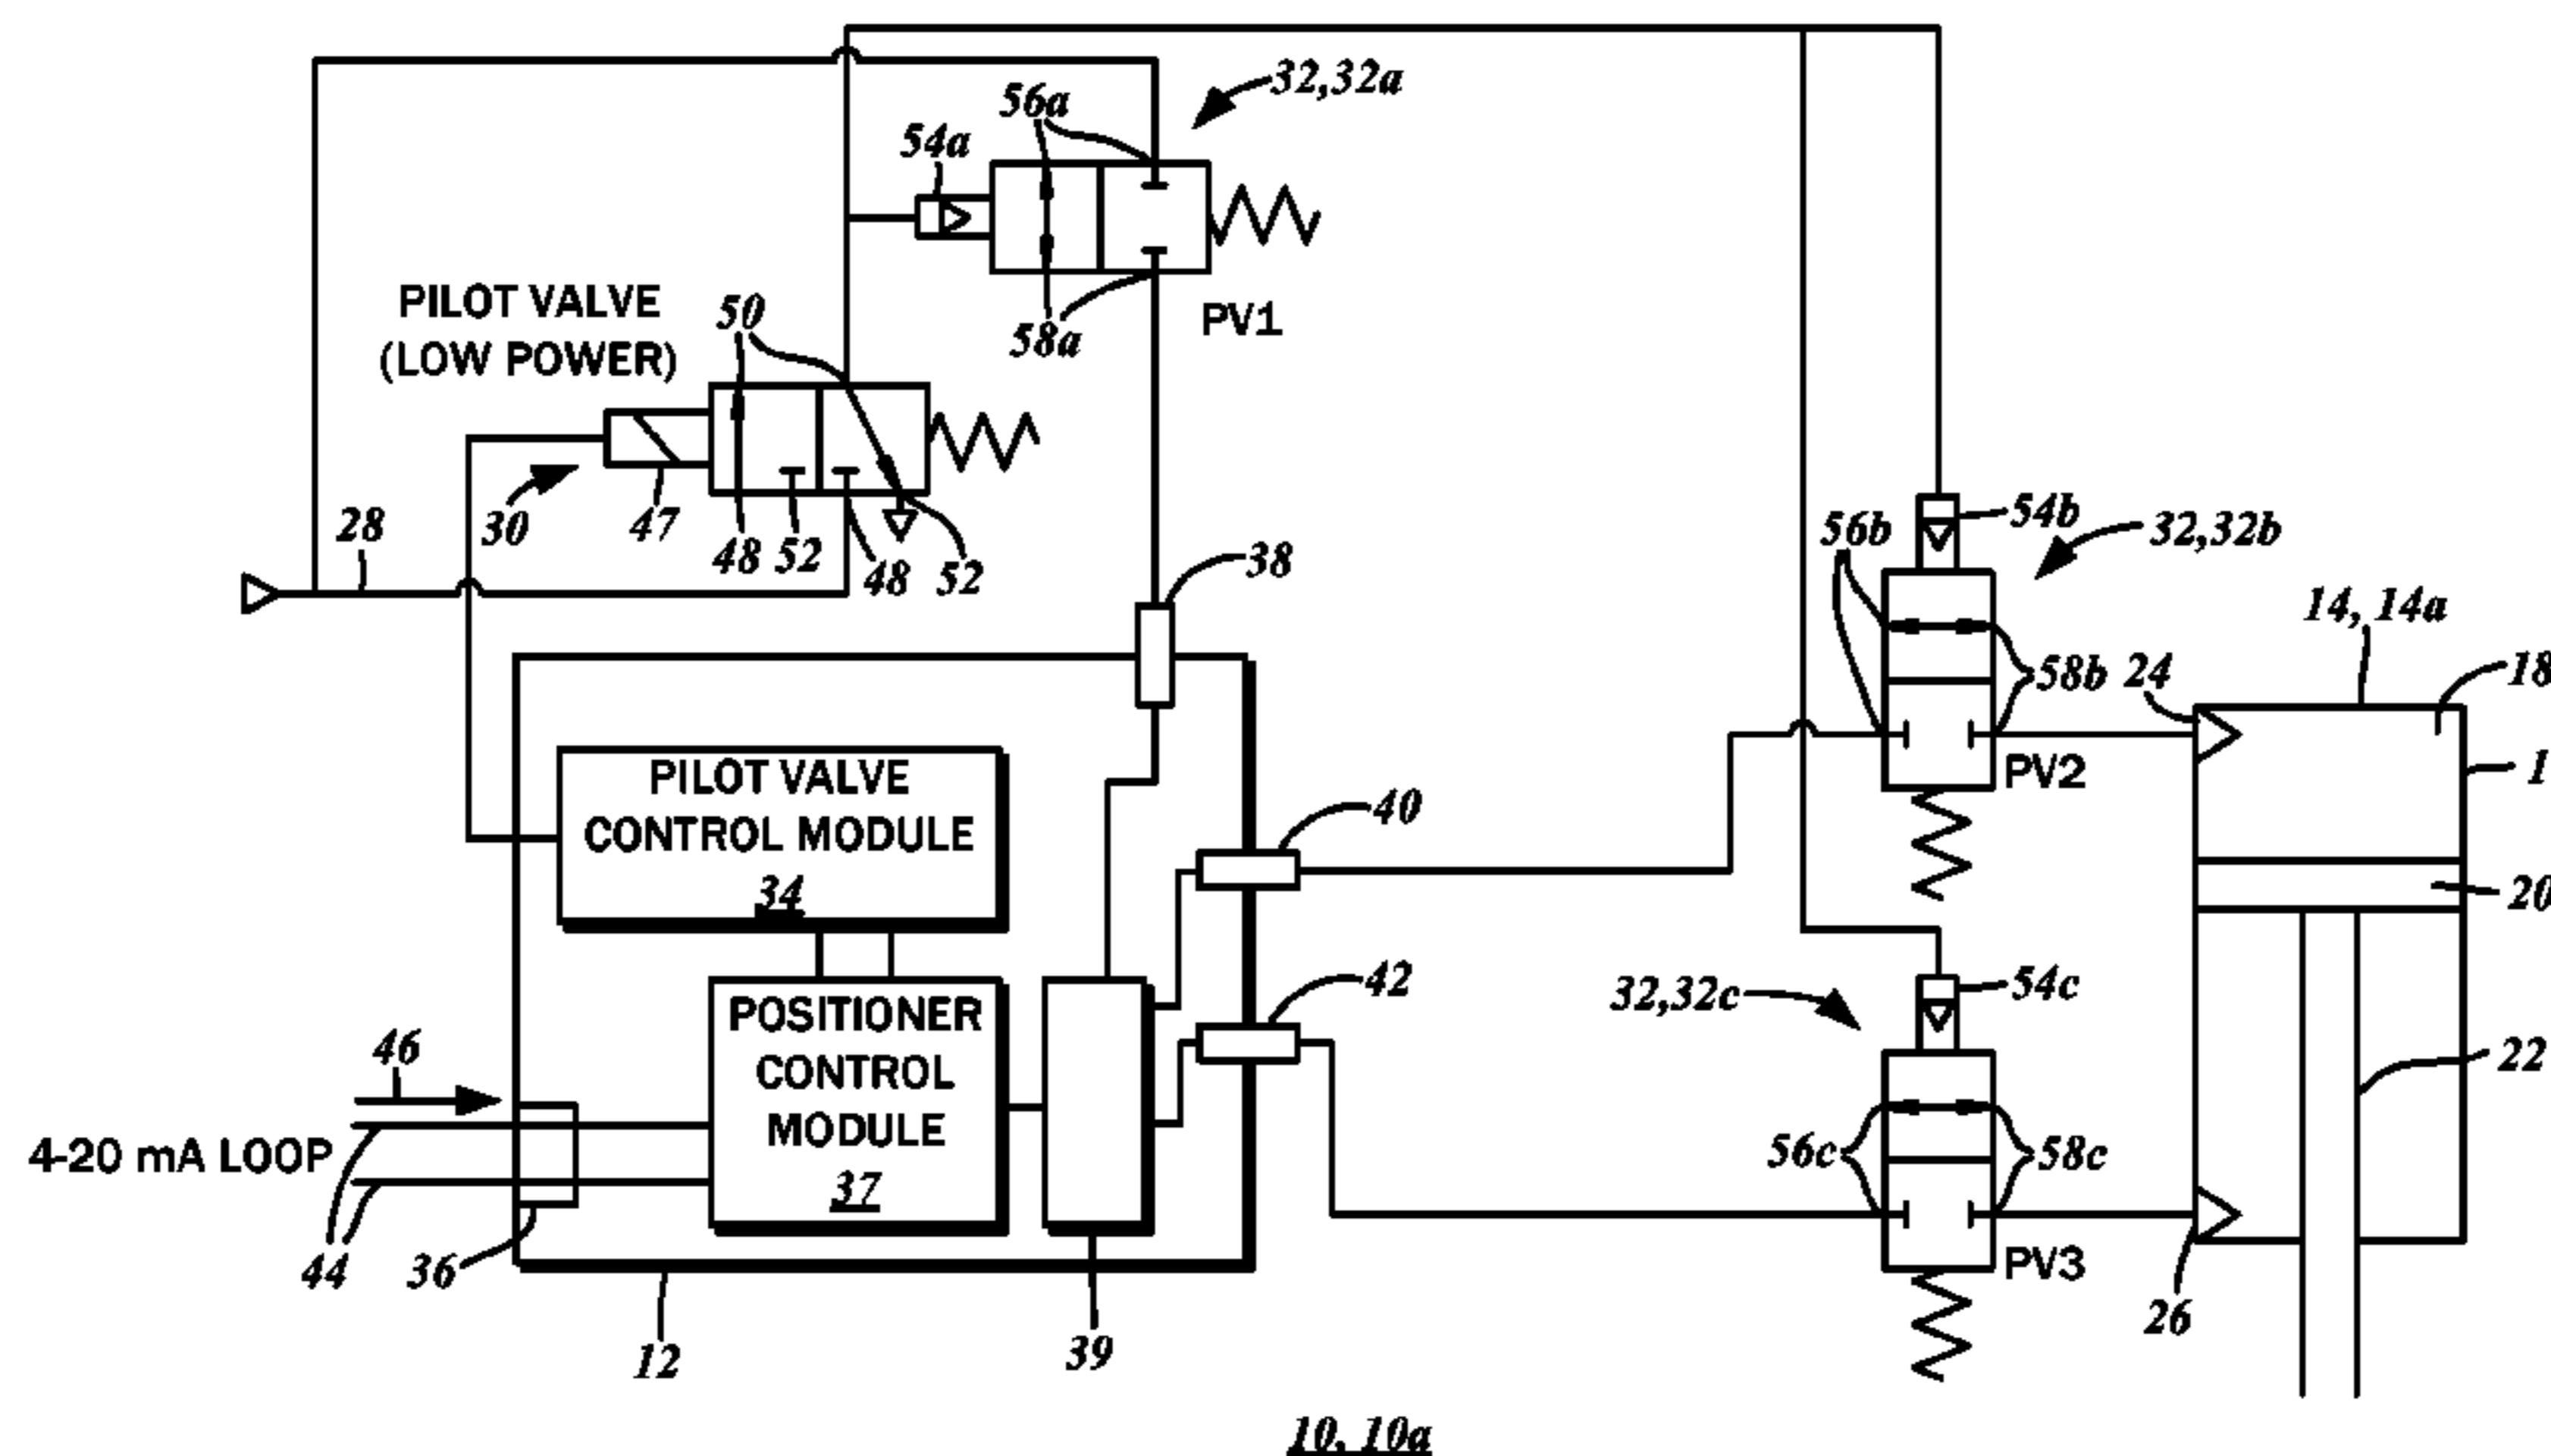 32,32a
56a
54a
PILOT VALVE
(LOW POWER)
50
58a
PV1
28
30
47
48
52
48
52
38
56b
54b
32,32b
14, 14a
18
24
58b
1
PV2
PILOT VALVE
CONTROL MODULE
34
40
20
42
32,32c
54c
POSITIONER
CONTROL
MODULE
37
46
22
4-20 mA LOOP
56c
58c
44
36
PV3
26
12
39
10, 10a